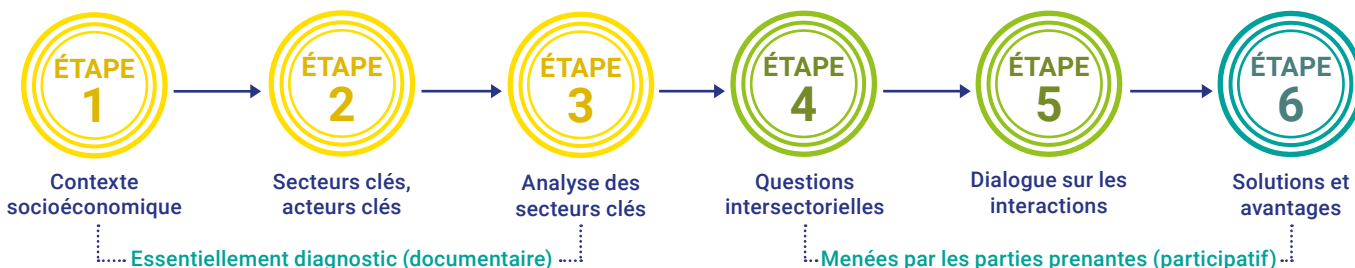 ÉTAPE
1
ÉTAPE
2
ÉTAPE
3
ÉTAPE
4
ÉTAPE
5
ÉTAPE
6
Contexte
socioéconomique
Secteurs clés,
acteurs clés
Analyse des
secteurs clés
Questions
intersectorielles
Dialogue sur les
interactions
Solutions et
avantages
Essentiellement diagnostic (documentaire)
Menées par les parties prenantes (participatif)